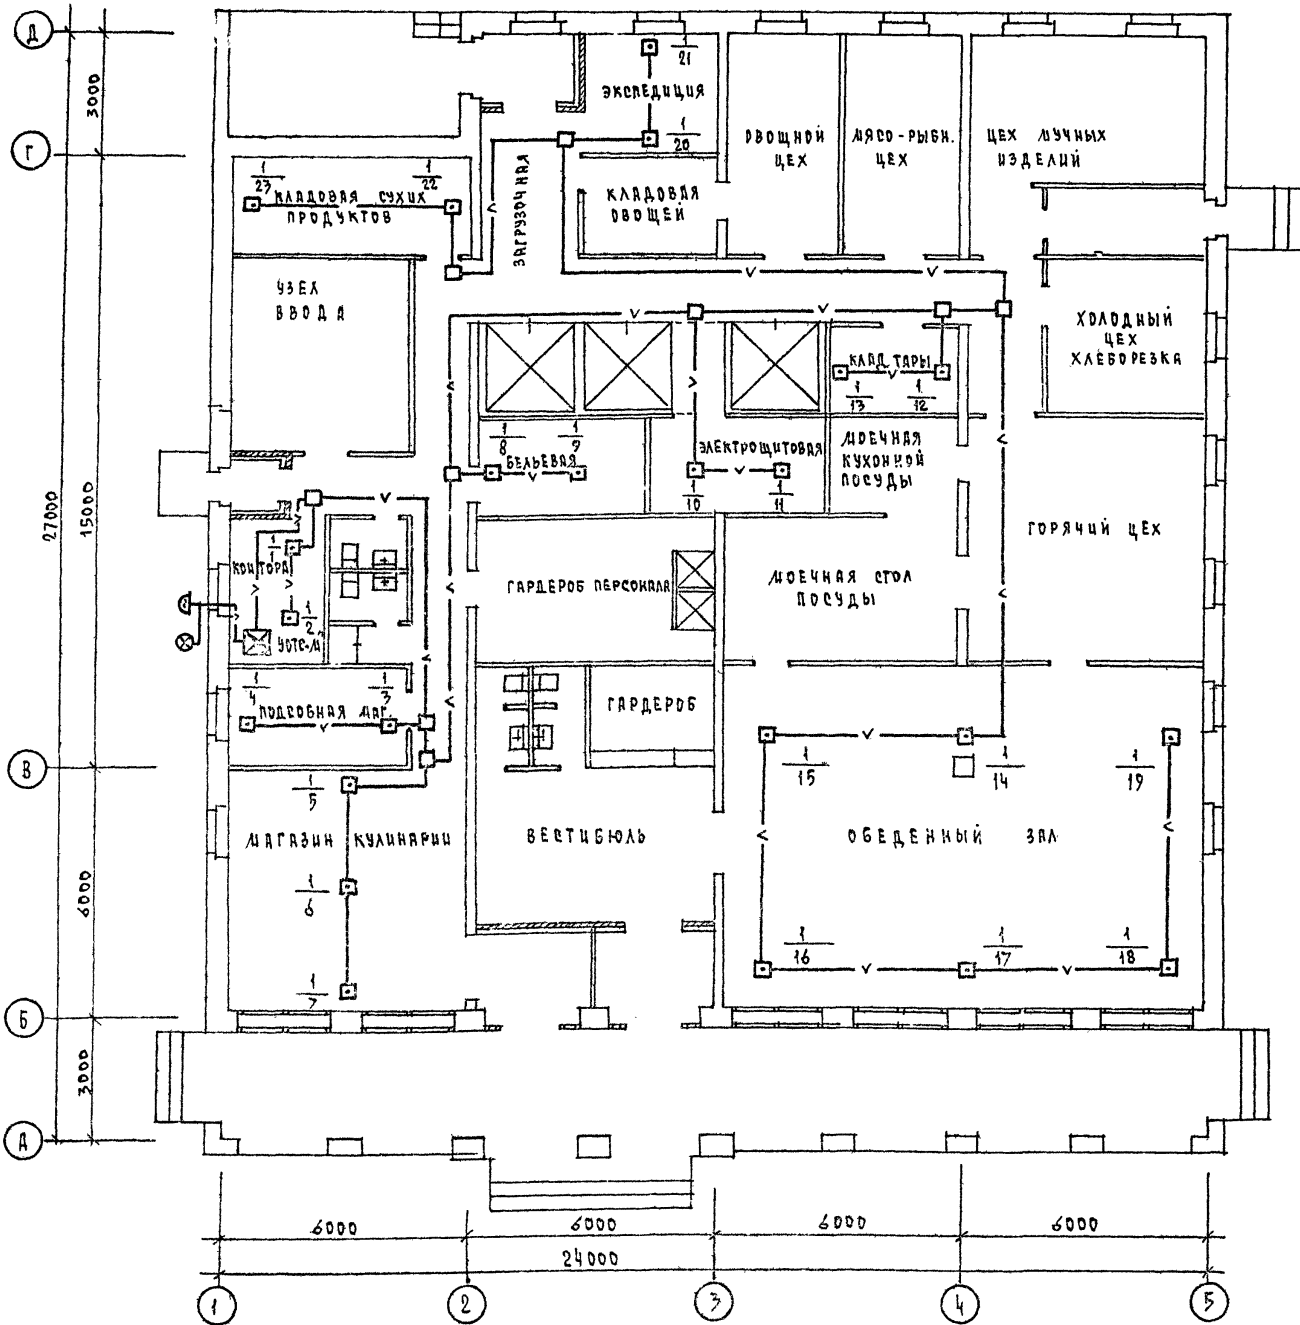 Д
3000
1
21
ЭКСПЕДИЦИЯ
1
20
ОВОЩНОЙ
ЦЕХ
МЯСО-РЫБН.
ЦЕХ
ЦЕХ МУЧНЫХ
ИЗДЕЛИЙ
Г
1
23
1
22
КЛАДОВАЯ СУХИХ
ПРОДУКТОВ
ЗАГРУЗОЧНАЯ
КЛАДОВАЯ
ОВОЩЕЙ
УЗЕЛ
ВВОДА
ХОЛОДНЫЙ
ЦЕХ
ХЛЕБОРЕЗКА
КЛАД. ТАРЫ
1
13
1
12
1
8
1
9
БЕЛЬЕВАЯ
ЭЛЕКТРОЩИТОВАЯ
1
10
1
11
МОЕЧНАЯ
КУХОННОЙ
ПОСУДЫ
27000
15000
ГОРЯЧИЙ ЦЕХ
1
1
КОНТОРА
1
2
УОТС-М
ГАРДЕРОБ ПЕРСОНАЛА
МОЕЧНАЯ СТОЛ
ПОСУДЫ
1
4
1
3
ПОДСОБНАЯ МАГ.
ГАРДЕРОБ
В
1
5
1
15
1
14
1
19
МАГАЗИН КУЛИНАРИИ
ВЕСТИБЮЛЬ
ОБЕДЕННЫЙ ЗАЛ
6000
1
6
1
7
1
16
1
17
1
18
Б
3000
А
6000
6000
6000
6000
24000
1
2
3
4
5